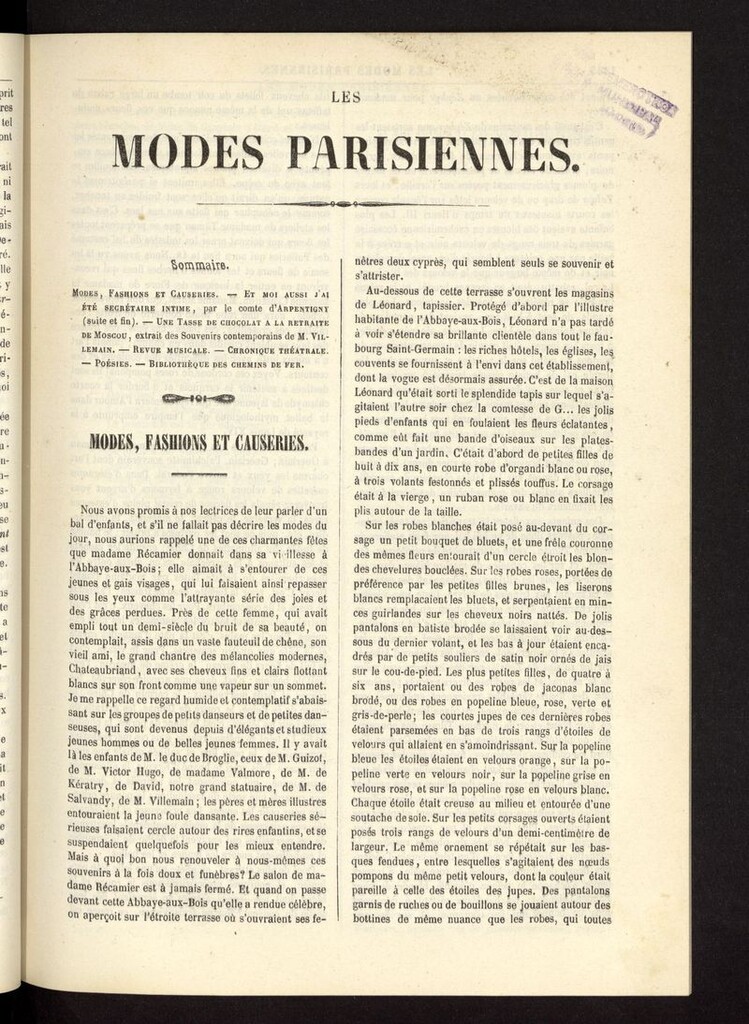 LES
MODES PARISIENNES.
Sommaire.
MODES, FASHIONS ET CAUSERIES. — ET MOI AUSSI J'AI
ÉTÉ SECRÉTAIRE INTIME, par le comte D'ARPENTIGNY
(suite et fin). — UNE TASSE DE CHOCOLAT A LA RETRAITE
DE MOSCOU, extrait des Souvenirs contemporains de M. VIL-
LEMAIN. — REVUE MUSICALE. — CHRONIQUE THÉATRALE.
— POÉSIES. — BIBLIOTHÈQUE DES CHEMINS DE FER.
MODES, FASHIONS ET CAUSERIES.
Nous avons promis à nos lectrices de leur parler d'un
bal d'enfants, et s'il ne fallait pas décrire les modes du
jour, nous aurions rappelé une de ces charmantes fêtes
que madame Récamier donnait dans sa vieillesse à
l'Abbaye-aux-Bois; elle aimait à s'entourer de ces
jeunes et gais visages, qui lui faisaient ainsi repasser
sous les yeux comme l'attrayante série des joies et
des grâces perdues. Près de cette femme, qui avait
empli tout un demi-siècle du bruit de sa beauté, on
contemplait, assis dans un vaste fauteuil de chêne, son
vieil ami, le grand chantre des mélancolies modernes,
Chateaubriand, avec ses cheveux fins et clairs flottant
blancs sur son front comme une vapeur sur un sommet.
Je me rappelle ce regard humide et contemplatif s'abais-
sant sur les groupes de petits danseurs et de petites dan-
seuses, qui sont devenus depuis d'élégants et studieux
jeunes hommes ou de belles jeunes femmes. Il y avait
là les enfants de M. le duc de Broglie, ceux de M. Guizot,
de M. Victor Hugo, de madame Valmore, de M. de
Kératry, de David, notre grand statuaire, de M. de
Salvandy, de M. Villemain; les pères et mères illustres
entouraient la jeune foule dansante. Les causeries sé-
rieuses faisaient cercle autour des rires enfantins, et se
suspendaient quelquefois pour les mieux entendre.
Mais à quoi bon nous renouveler à nous-mêmes ces
souvenirs à la fois doux et funèbres? Le salon de ma-
dame Récamier est à jamais fermé. Et quand on passe
devant cette Abbaye-aux-Bois qu'elle a rendue célèbre,
on aperçoit sur l'étroite terrasse où s'ouvraient ses fe-
nêtres deux cyprès, qui semblent seuls se souvenir et
s'attrister.
Au-dessous de cette terrasse s'ouvrent les magasins
de Léonard, tapissier. Protégé d'abord par l'illustre
habitante de l'Abbaye-aux-Bois, Léonard n'a pas tardé
à voir s'étendre sa brillante clientèle dans tout le fau-
bourg Saint-Germain : les riches hôtels, les églises, les
couvents se fournissent à l'envi dans cet établissement,
dont la vogue est désormais assurée. C'est de la maison
Léonard qu'était sorti le splendide tapis sur lequel s'a-
gitaient l'autre soir chez la comtesse de G... les jolis
pieds d'enfants qui en foulaient les fleurs éclatantes,
comme eût fait une bande d'oiseaux sur les plates-
bandes d'un jardin. C'était d'abord de petites filles de
huit à dix ans, en courte robe d'organdi blanc ou rose,
à trois volants festonnés et plissés touffus. Le corsage
était à la vierge, un ruban rose ou blanc en fixait les
plis autour de la taille.
Sur les robes blanches était posé au-devant du cor-
sage un petit bouquet de bluets, et une frêle couronne
des mêmes fleurs entourait d'un cercle étroit les blon-
des chevelures bouclées. Sur les robes roses, portées de
préférence par les petites filles brunes, les liserons
blancs remplacaient les bluets, et serpentaient en min-
ces guirlandes sur les cheveux noirs nattés. De jolis
pantalons en batiste brodée se laissaient voir au-des-
sous du dernier volant, et les bas à jour étaient enca-
drés par de petits souliers de satin noir ornés de jais
sur le cou-de-pied. Les plus petites filles, de quatre à
six ans, portaient ou des robes de jaconas blanc
brodé, ou des robes en popeline bleue, rose, verte et
gris-de-perle; les courtes jupes de ces dernières robes
étaient parsemées en bas de trois rangs d'étoiles de
velours qui allaient en s'amoindrissant. Sur la popeline
bleue les étoiles étaient en velours orange, sur la po-
peline verte en velours noir, sur la popeline grise en
velours rose, et sur la popeline rose en velours blanc.
Chaque étoile était creuse au milieu et entourée d'une
soutache de soie. Sur les petits corsages ouverts étaient
posés trois rangs de velours d'un demi-centimètre de
largeur. Le même ornement se répétait sur les bas-
ques fendues, entre lesquelles s'agitaient des nœuds
pompons du même petit velours, dont la couleur était
pareille à celle des étoiles des jupes. Des pantalons
garnis de ruches ou de bouillons se jouaient autour des
bottines de même nuance que les robes, qui toutes